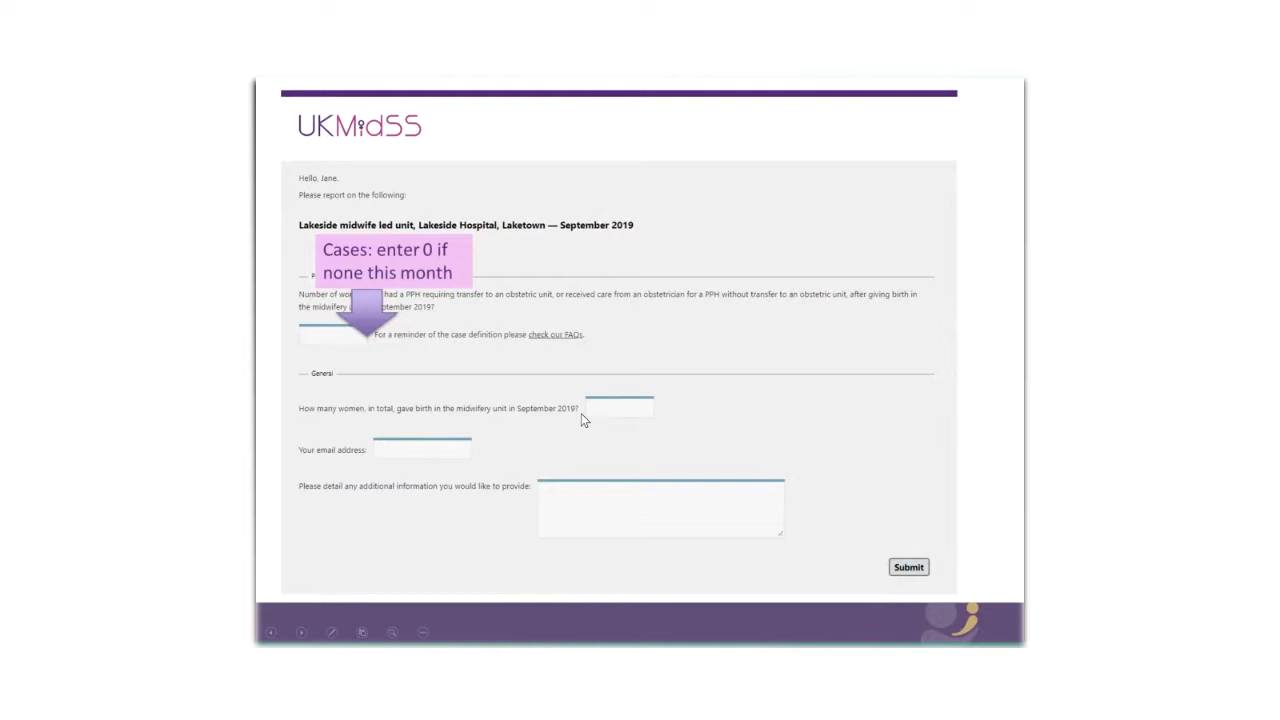 UKMidSS
Hello, Jane.
Please report on the following:
Lakeside midwife led unit, Lakeside Hospital, Laketown — September 2019
Cases: enter 0 if
none this month
Number of had a PPH requiring transfer to an obstetric unit, or received care from an obstetrician for a PPH without transfer to an obstetric unit, after giving birth in
the midwifery 2019?
For a reminder of the case definition please check our FAQs.
General
How many women, in total, gave birth in the midwifery unit in September 2019?
Your email address:
Please detail any additional information you would like to provide:
Submit